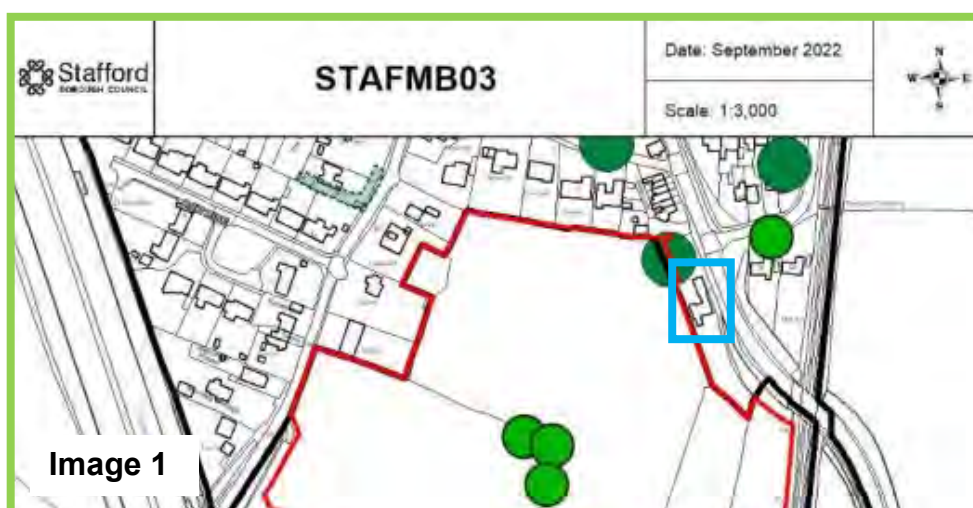 Stafford
BOROUGH COUNCIL
STAFMB03
Date: September 2022
Scale: 1:3,000
N
W
E
S
Image 1